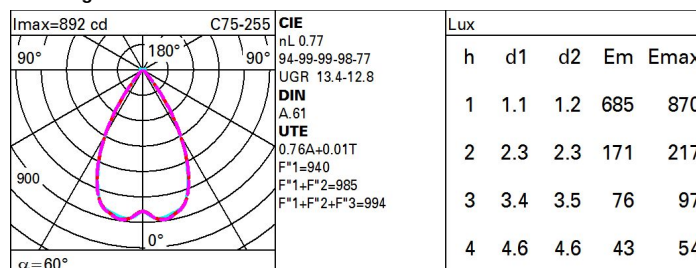 Imax=892 cd C75-255
90° 180° 90°
900
0°
α=60°
CIE
nL 0.77
94-99-99-98-77
UGR 13.4-12.8
DIN
A.61
UTE
0.76A+0.01T
F"1=940
F"1+F"2=985
F"1+F"2+F"3=994
Lux
h d1 d2 Em Emax
1 1.1 1.2 685 870
2 2.3 2.3 171 217
3 3.4 3.5 76 97
4 4.6 4.6 43 54